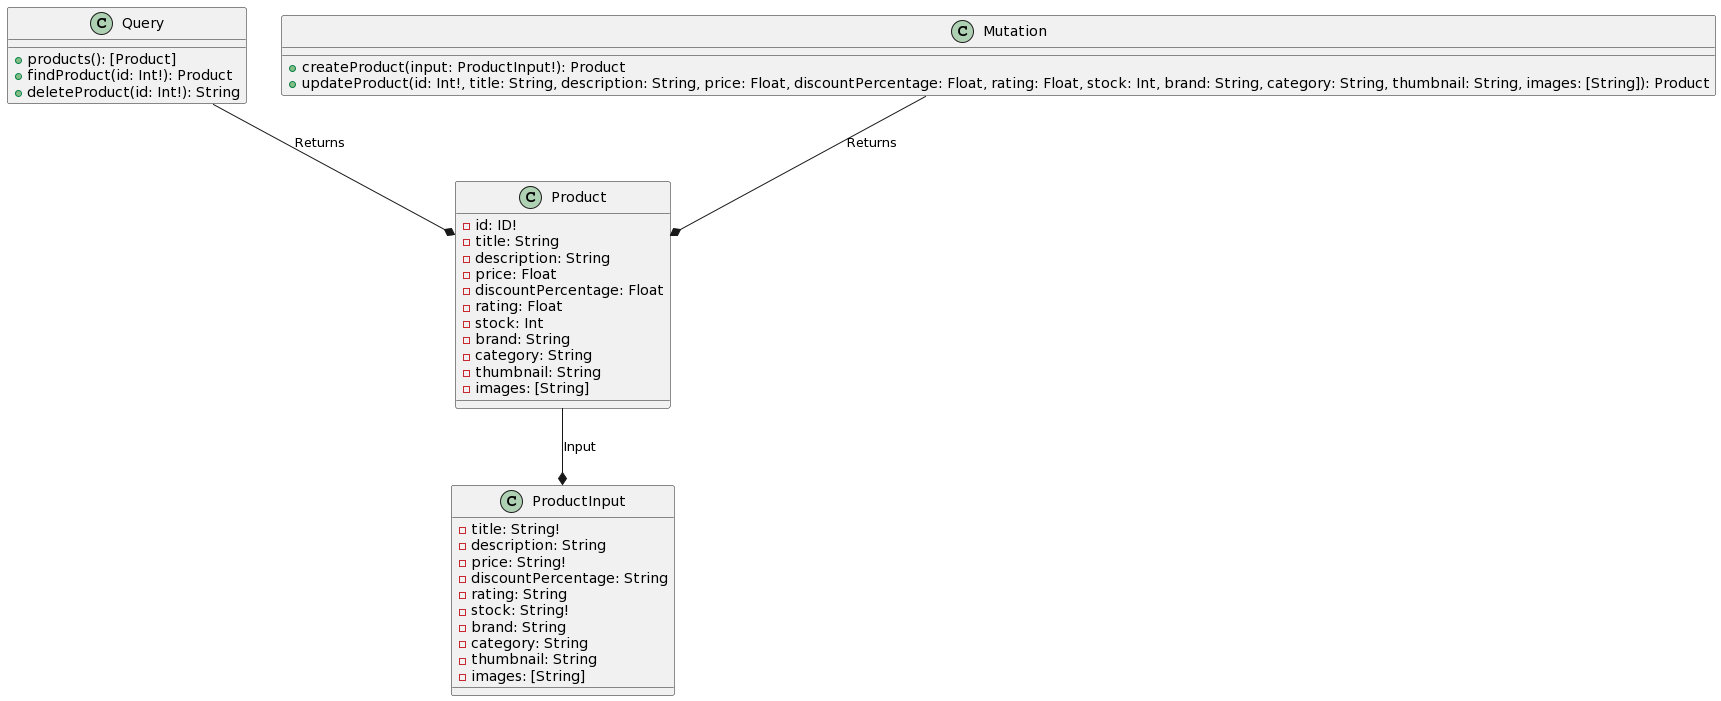 C Query
products(): [Product]
findProduct(id: Int!): Product
deleteProduct(id: Int!): String
C Mutation
createProduct(input: ProductInput!): Product
updateProduct(id: Int!, title: String, description: String, price: Float, discountPercentage: Float, rating: Float, stock: Int, brand: String, category: String, thumbnail: String, images: [String]): Product
Returns
Returns
C Product
id: ID!
title: String
description: String
price: Float
discountPercentage: Float
rating: Float
stock: Int
brand: String
category: String
thumbnail: String
images: [String]
Input
C ProductInput
title: String!
description: String
price: String!
discountPercentage: String
rating: String
stock: String!
brand: String
category: String
thumbnail: String
images: [String]